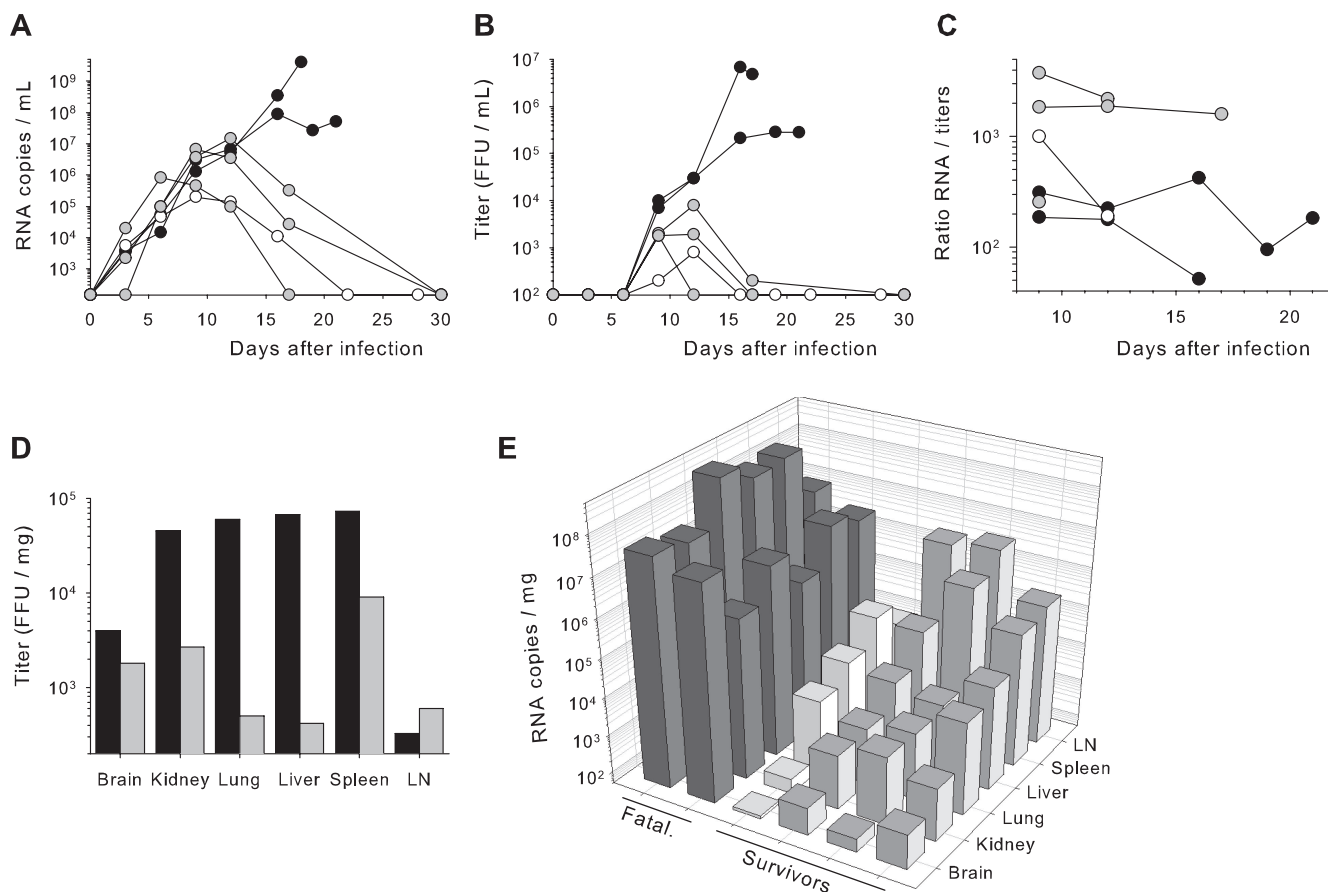 A
RNA copies / mL
10⁹
10⁸
10⁷
10⁶
10⁵
10⁴
10³
0 5 10 15 20 25 30
Days after infection
B
Titer (FFU / mL)
10⁷
10⁶
10⁵
10⁴
10³
10²
0 5 10 15 20 25 30
Days after infection
C
Ratio RNA / titers
10³
10²
10 15 20
Days after infection
D
Titer (FFU / mg)
10⁵
10⁴
10³
Brain Kidney Lung Liver Spleen LN
E
RNA copies / mg
10⁸
10⁷
10⁶
10⁵
10⁴
10³
10²
Fatal.
Survivors
LN
Spleen
Liver
Lung
Kidney
Brain